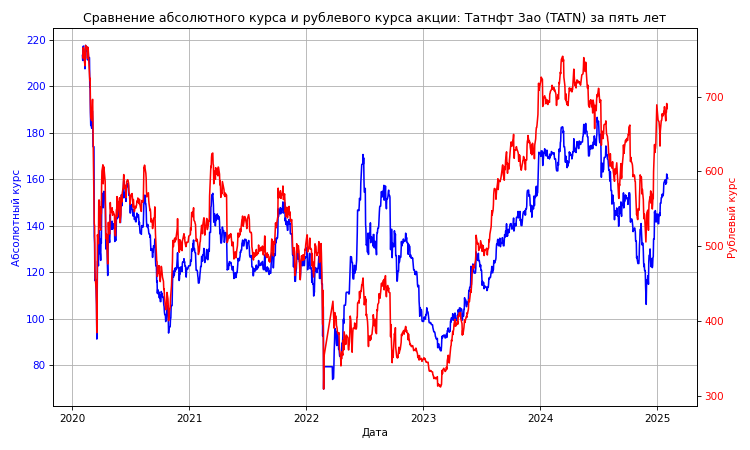 Сравнение абсолютного курса и рублевого курса акции: Татнфт 3ао (TATN) за пять лет
220
200
180
160
140
120
100
80
Абсолютный курс
700
600
500
400
300
Рублевый курс
2020 2021 2022 2023 2024 2025
Дата